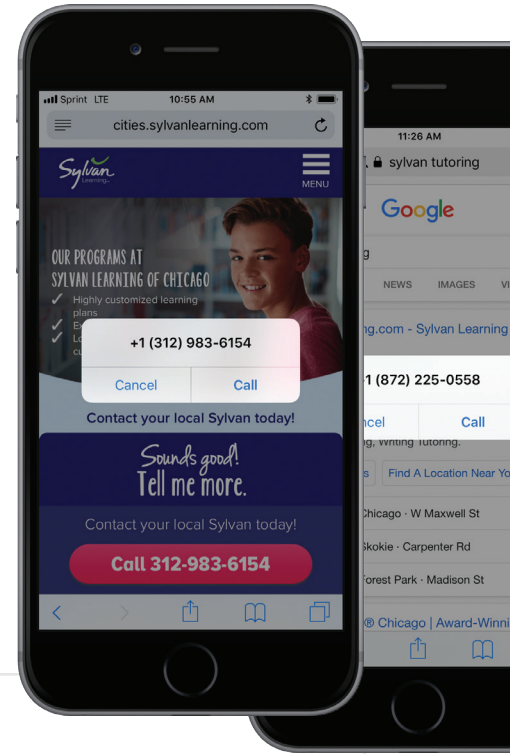 Sprint LTE 10:55 AM
cities.sylvanlearning.com
Sylvan
Learning
MENU
OUR PROGRAMS AT
SYLVAN LEARNING OF CHICAGO
✓ Highly customized learning
plans
✓
✓
+1 (312) 983-6154
Cancel Call
Contact your local Sylvan today!
Sounds good!
Tell me more.
Contact your local Sylvan today!
Call 312-983-6154
11:26 AM
sylvan tutoring
Google
g
NEWS IMAGES
ng.com - Sylvan Learning
1 (872) 225-0558
ncel Call
Writing Tutoring.
s Find A Location Near Yo
Chicago · W Maxwell St
Skokie · Carpenter Rd
Forest Park · Madison St
® Chicago | Award-Winni